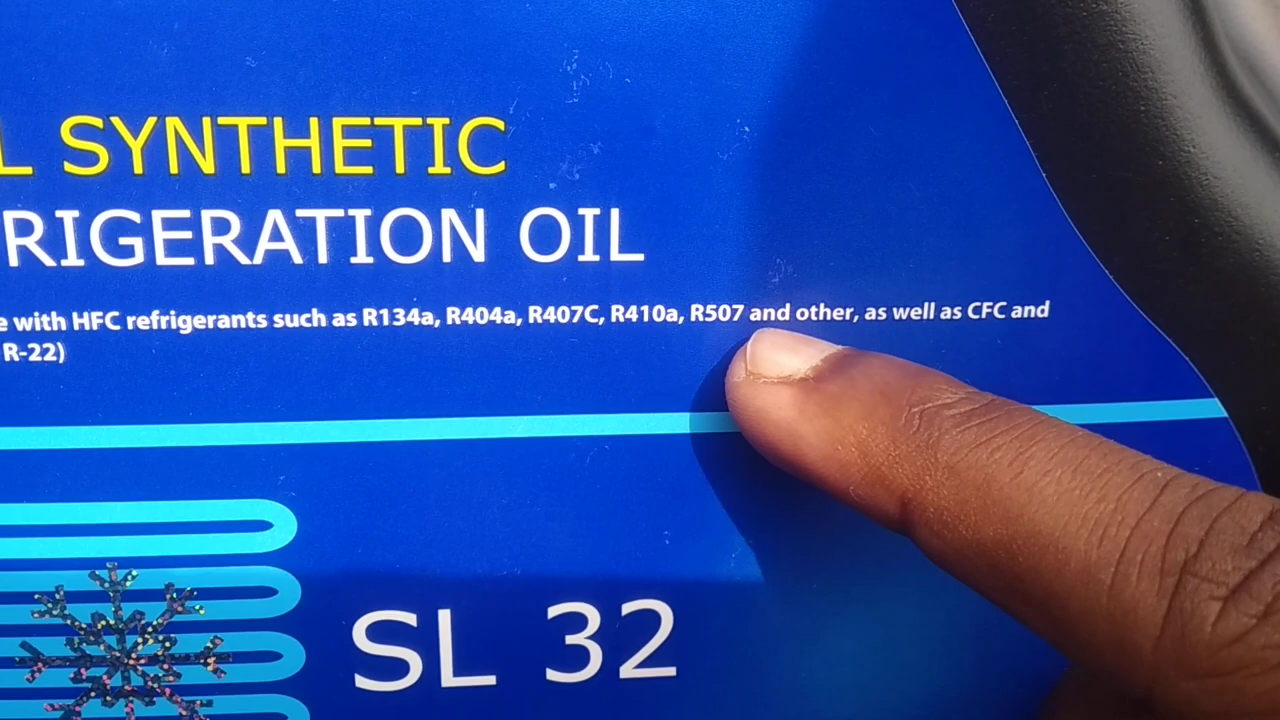 L SYNTHETIC
RIGERATION OIL
e with HFC refrigerants such as R134a, R404a, R407C, R410a, R507 and other, as well as CFC and
R-22)
SL 32